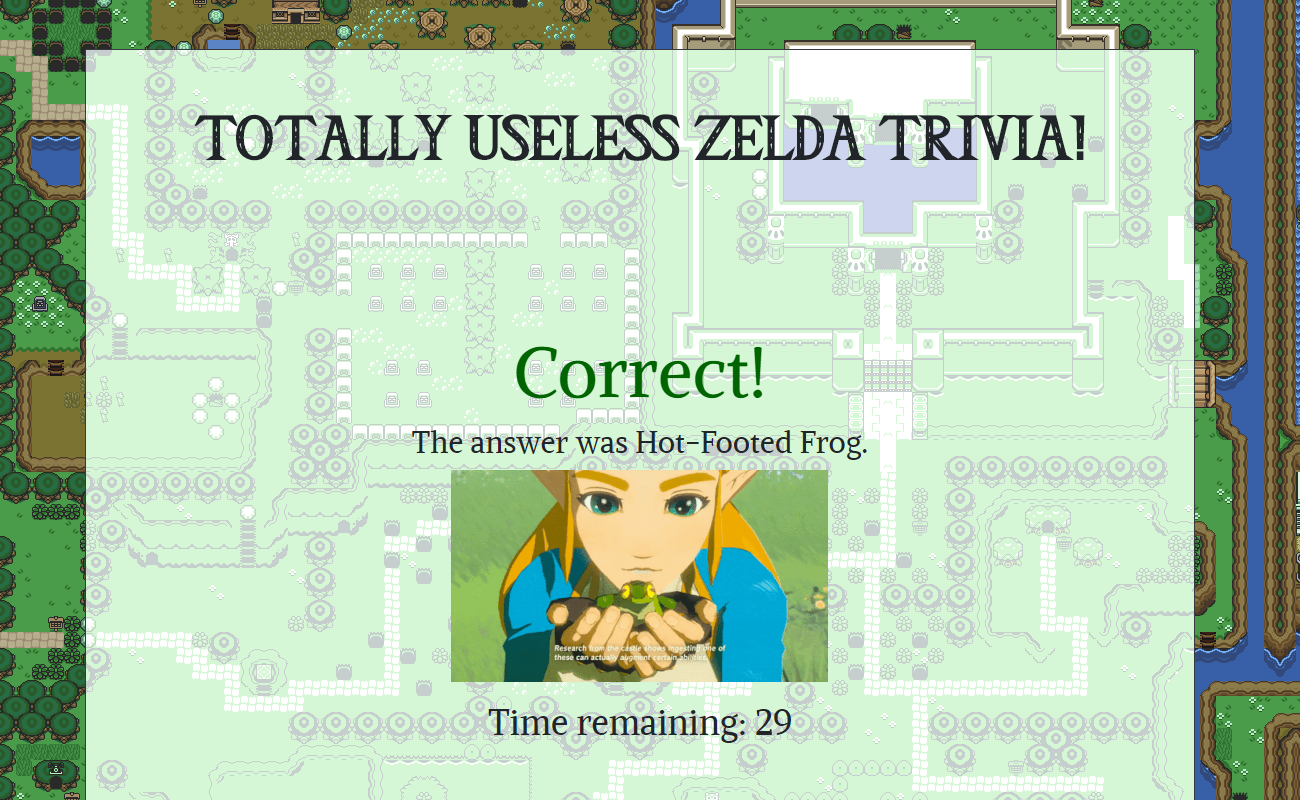 TOTALLY USELESS ZELDA TRIVIA!
Correct!
The answer was Hot-Footed Frog.
Research from the castle shows ingesting one of
these can actually augment certain abilities.
Time remaining: 29